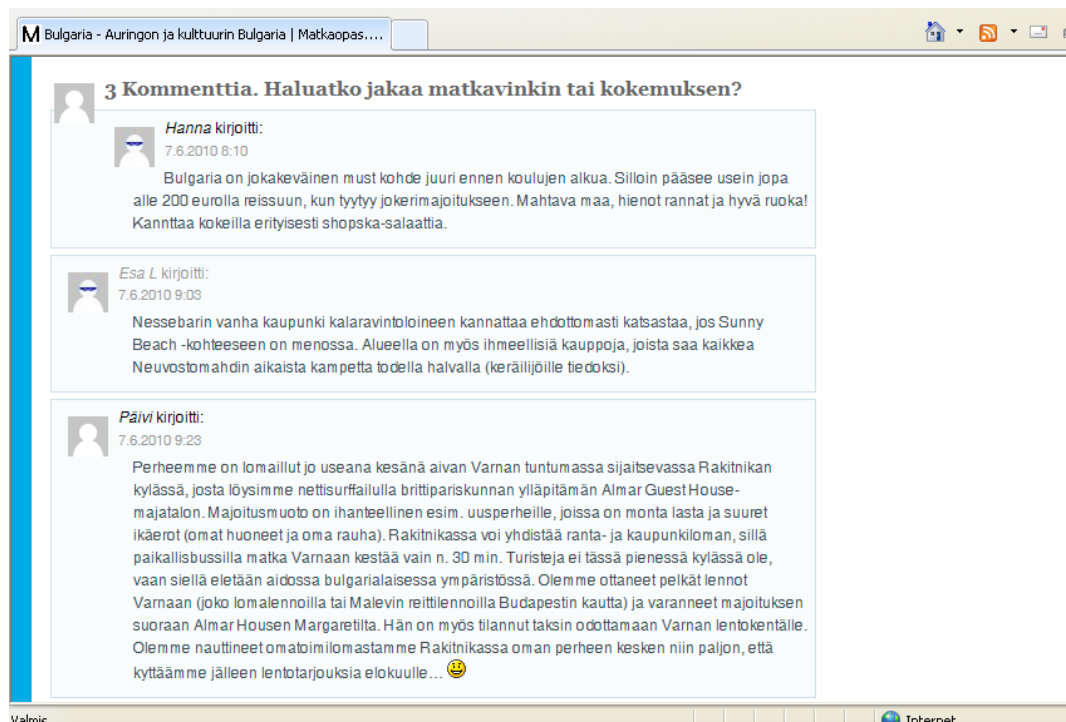 M Bulgaria - Auringon ja kulttuurin Bulgaria | Matkaopas....
3 Kommenttia. Haluatko jakaa matkavinkin tai kokemuksen?
Hanna kirjoitti:
7.6.2010 8:10
Bulgaria on jokakeväinen must kohde juuri ennen koulujen alkua. Silloin pääsee usein jopa
alle 200 eurolla reissuun, kun tyytyy jokerimajoitukseen. Mahtava maa, hienot rannat ja hyvä ruoka!
Kannttaa kokeilla erityisesti shopska-salaattia.
Esa L kirjoitti:
7.6.2010 9:03
Nessebarin vanha kaupunki kalaravintoloineen kannattaa ehdottomasti katsastaa, jos Sunny
Beach -kohteeseen on menossa. Alueella on myös ihmeellisiä kauppoja, joista saa kaikkea
Neuvostomahdin aikaista kampetta todella halvalla (keräilijöille tiedoksi).
Päivi kirjoitti:
7.6.2010 9:23
Perheemme on lomaillut jo useana kesänä aivan Varnan tuntumassa sijaitsevassa Rakitnikan
kylässä, josta löysimme nettisurffailulla brittipariskunnan ylläpitämän Almar Guest House-
majatalon. Majoitusmuoto on ihanteellinen esim. uusperheille, joissa on monta lasta ja suuret
ikäerot (omat huoneet ja oma rauha). Rakitnikassa voi yhdistää ranta- ja kaupunkiloman, sillä
paikallisbussilla matka Varnaan kestää vain n. 30 min. Turisteja ei tässä pienessä kylässä ole,
vaan siellä eletään aidossa bulgarialaisessa ympäristössä. Olemme ottaneet pelkät lennot
Varnaan (joko lomalennoilla tai Malevin reittilennoilla Budapestin kautta) ja varanneet majoituksen
suoraan Almar Housen Margaretilta. Hän on myös tilannut taksin odottamaan Varnan lentokentälle.
Olemme nauttineet omatoimilomastamme Rakitnikassa oman perheen kesken niin paljon, että
kyttäämme jälleen lentotarjouksia elokuulle…
Valmis
Internet